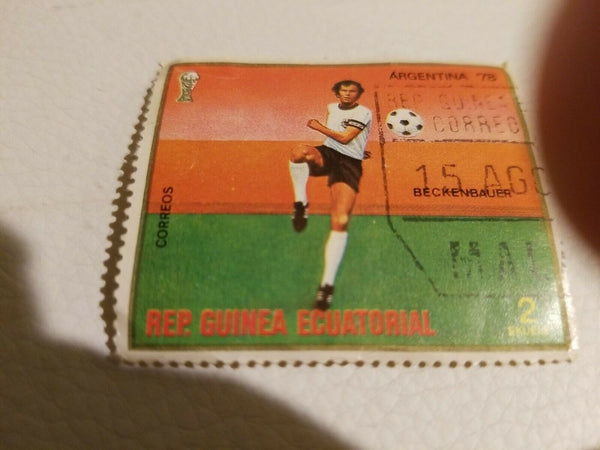 ARGENTINA '78
REP. GUINEA E
CORREO
15 AGO
BECKENBAUER
CORREOS
REP. GUINEA ECUATORIAL
2